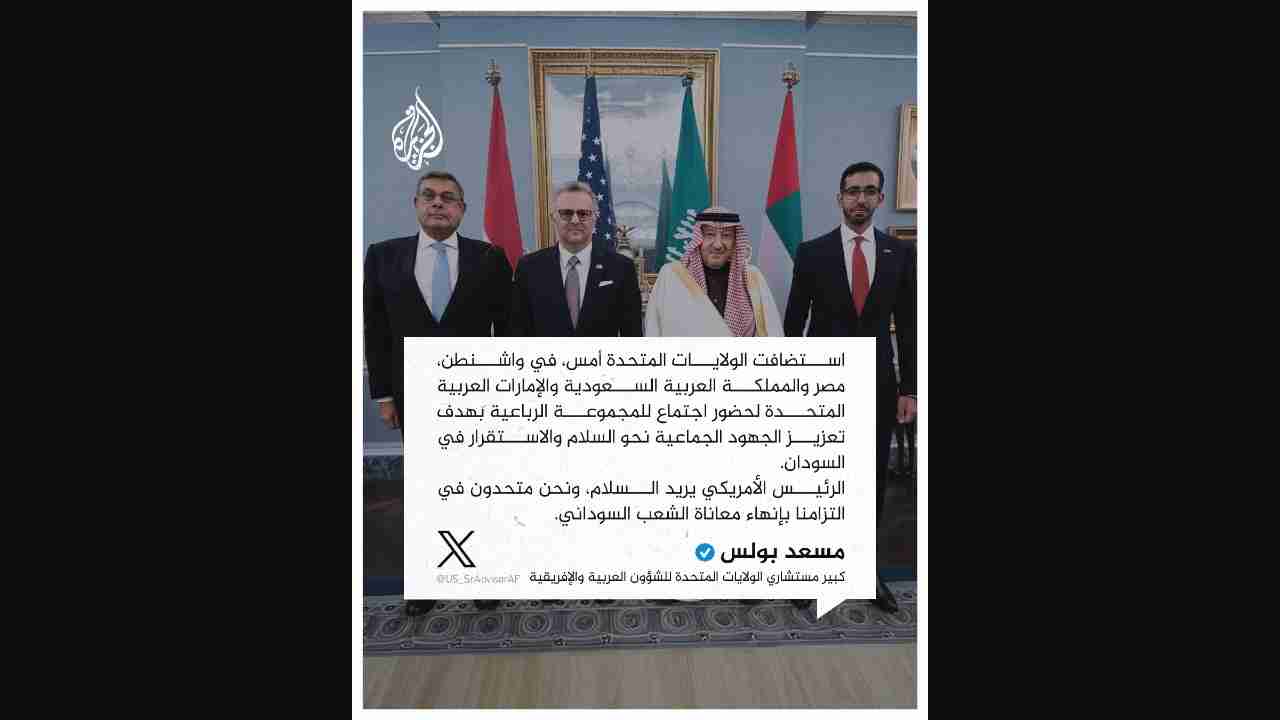 الجزيرة
استضافت الولايات المتحدة أمس، في واشنطن،
مصر والمملكة العربية السعودية والإمارات العربية
المتحدة لحضور اجتماع للمجموعة الرباعية بهدف
تعزيز الجهود الجماعية نحو السلام والاستقرار في
السودان.
الرئيس الأمريكي يريد السلام، ونحن متحدون في
التزامنا بإنهاء معاناة الشعب السوداني.
مسعد بولس
كبير مستشاري الولايات المتحدة للشؤون العربية والإفريقية
@US_SrAdvisorAF